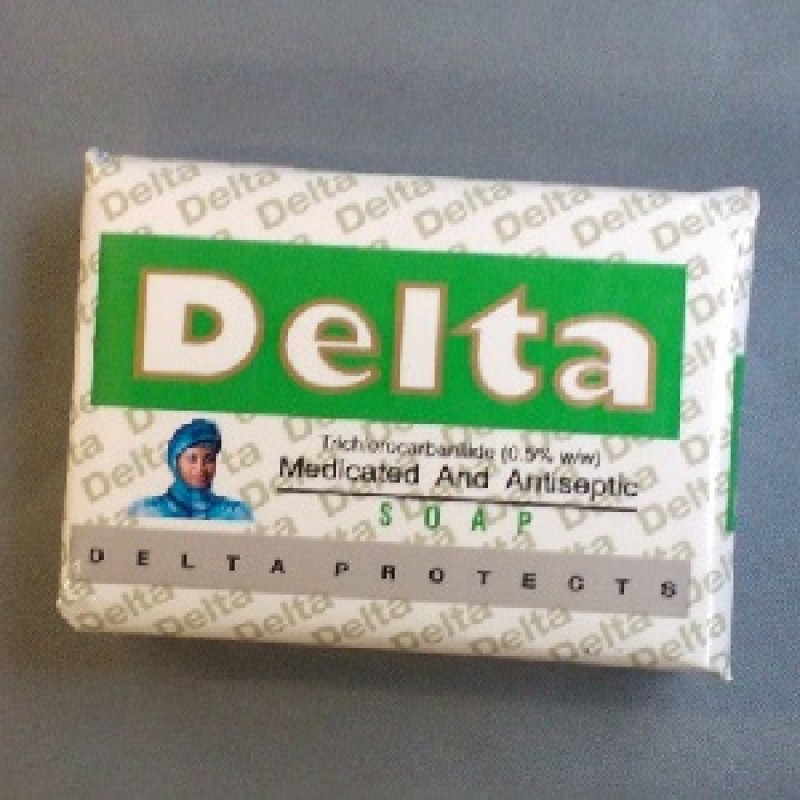 Delta
Trichlorocarbanilide (0.5% w/w)
Medicated And Antiseptic
SOAP
DELTA PROTECTS